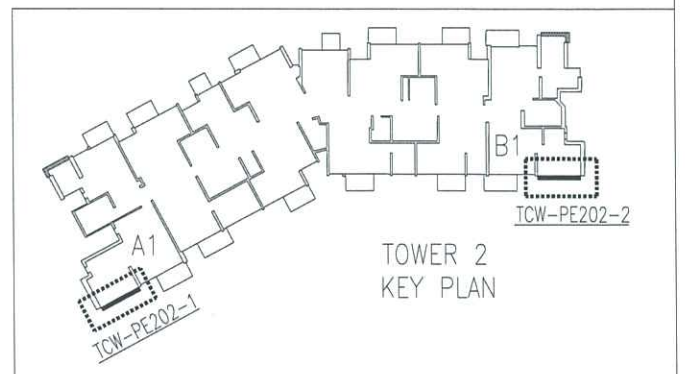 B1
TCW-PE202-2
A1
TCW-PE202-1
TOWER 2
KEY PLAN